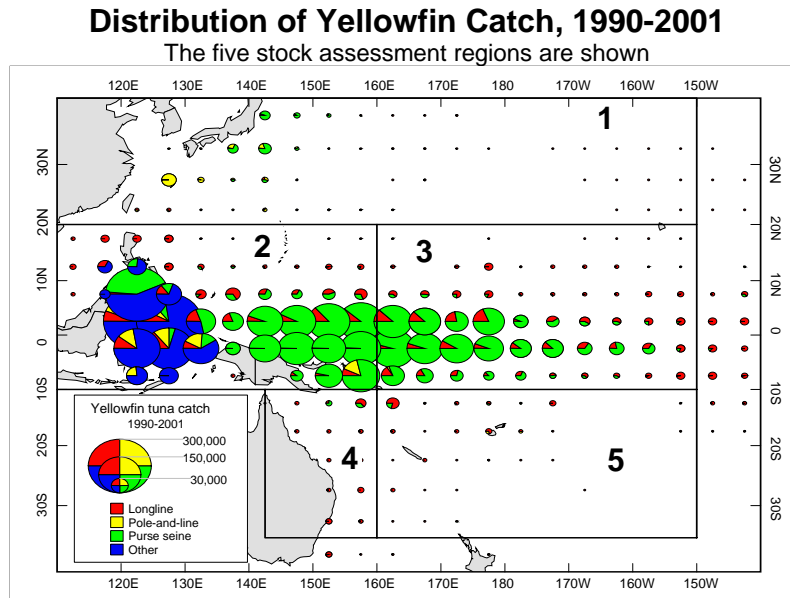 Distribution of Yellowfin Catch, 1990-2001
The five stock assessment regions are shown
120E 130E 140E 150E 160E 170E 180 170W 160W 150W
1
30N 30N
20N 20N
2 3
10N 10N
0 0
10S 10S
Yellowfin tuna catch
1990-2001
300,000
150,000
30,000
Longline
Pole-and-line
Purse seine
Other
20S 20S
4 5
30S 30S
120E 130E 140E 150E 160E 170E 180 170W 160W 150W